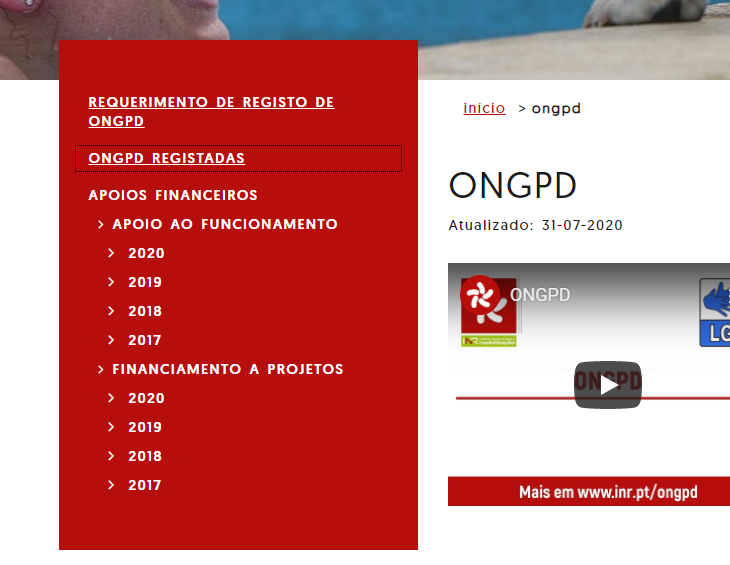 REQUERIMENTO DE REGISTO DE
ONGPD
ONGPD REGISTADAS
APOIOS FINANCEIROS
> APOIO AO FUNCIONAMENTO
> 2020
> 2019
> 2018
> 2017
> FINANCIAMENTO A PROJETOS
> 2020
> 2019
> 2018
> 2017
início > ongpd
ONGPD
Atualizado: 31-07-2020
ONGPD
LG
ONGPD
Mais em www.inr.pt/ongpd